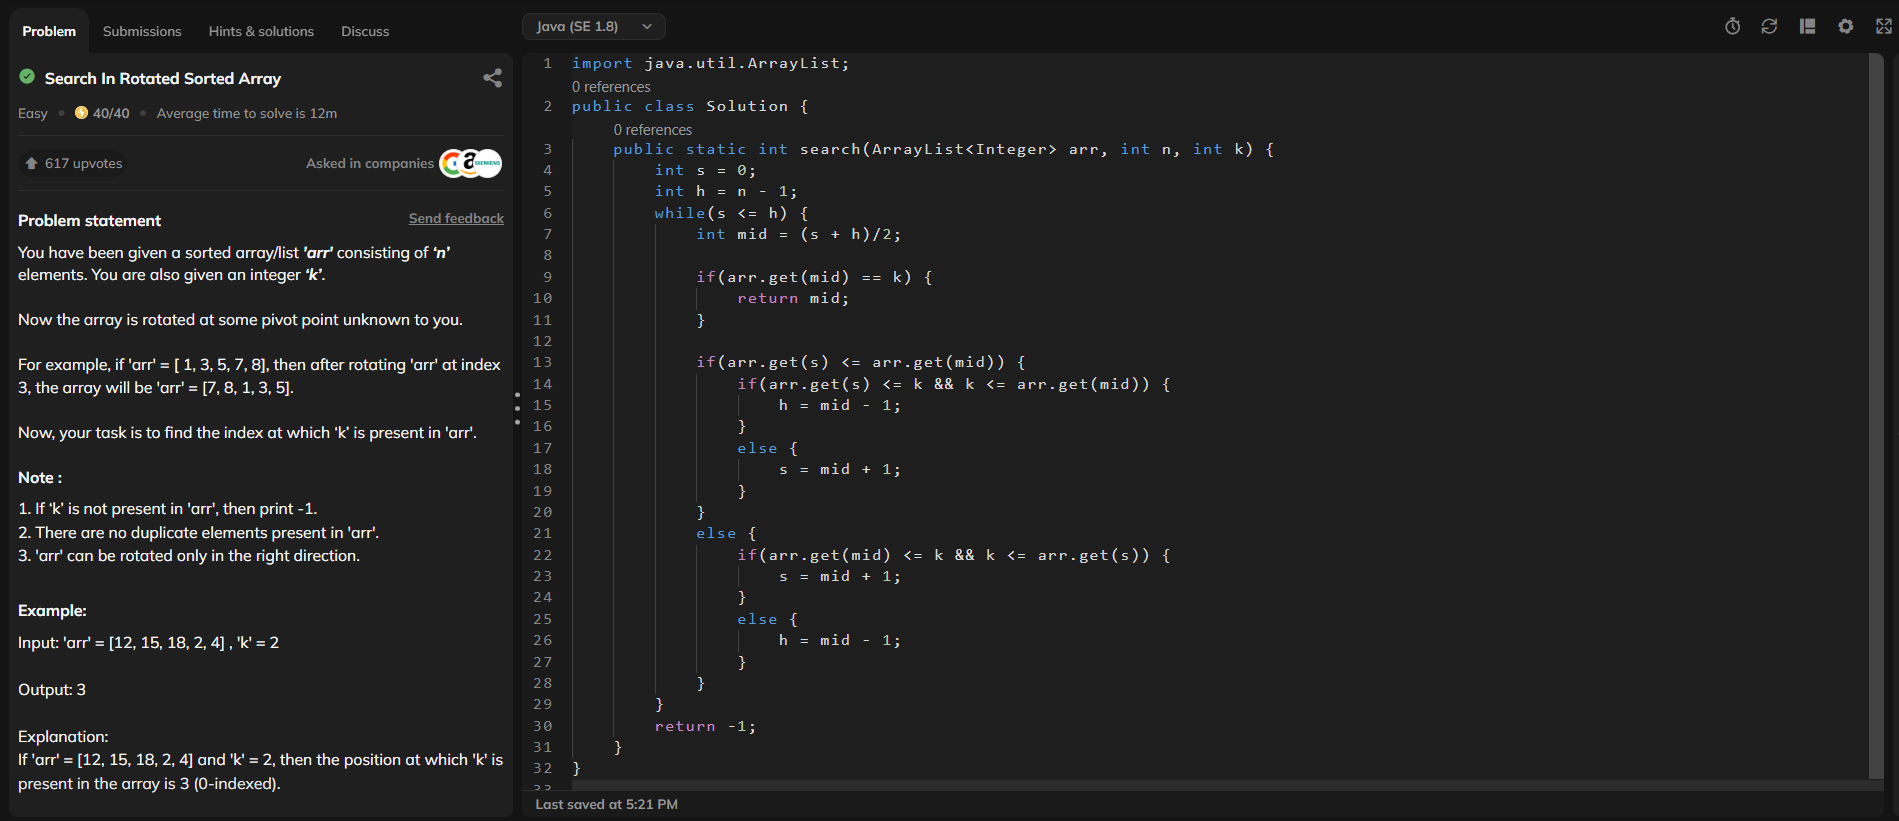 Problem
Submissions
Hints & solutions
Discuss
Search In Rotated Sorted Array
Easy
40/40
Average time to solve is 12m
617 upvotes
Asked in companies
SIEMENS
Problem statement
Send feedback
You have been given a sorted array/list 'arr' consisting of ‘n’
elements. You are also given an integer ‘k’.
Now the array is rotated at some pivot point unknown to you.
For example, if 'arr' = [ 1, 3, 5, 7, 8], then after rotating 'arr' at index
3, the array will be 'arr' = [7, 8, 1, 3, 5].
Now, your task is to find the index at which ‘k’ is present in 'arr'.
Note :
1. If ‘k’ is not present in 'arr', then print -1.
2. There are no duplicate elements present in 'arr'.
3. 'arr' can be rotated only in the right direction.
Example:
Input: 'arr' = [12, 15, 18, 2, 4] , 'k' = 2
Output: 3
Explanation:
If 'arr' = [12, 15, 18, 2, 4] and 'k' = 2, then the position at which 'k' is
present in the array is 3 (0-indexed).
Java (SE 1.8)
1 import java.util.ArrayList;
0 references
2 public class Solution {
0 references
3 public static int search(ArrayList<Integer> arr, int n, int k) {
4 int s = 0;
5 int h = n - 1;
6 while(s <= h) {
7 int mid = (s + h)/2;
8
9 if(arr.get(mid) == k) {
10 return mid;
11 }
12
13 if(arr.get(s) <= arr.get(mid)) {
14 if(arr.get(s) <= k && k <= arr.get(mid)) {
15 h = mid - 1;
16 }
17 else {
18 s = mid + 1;
19 }
20 }
21 else {
22 if(arr.get(mid) <= k && k <= arr.get(s)) {
23 s = mid + 1;
24 }
25 else {
26 h = mid - 1;
27 }
28 }
29 }
30 return -1;
31 }
32 }
33
Last saved at 5:21 PM